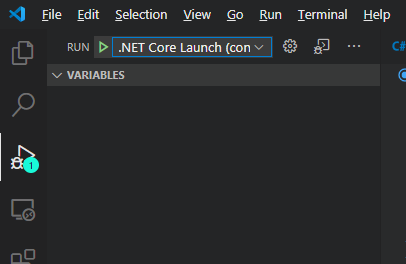 File Edit Selection View Go Run Terminal Help
RUN .NET Core Launch (con C#
VARIABLES
1